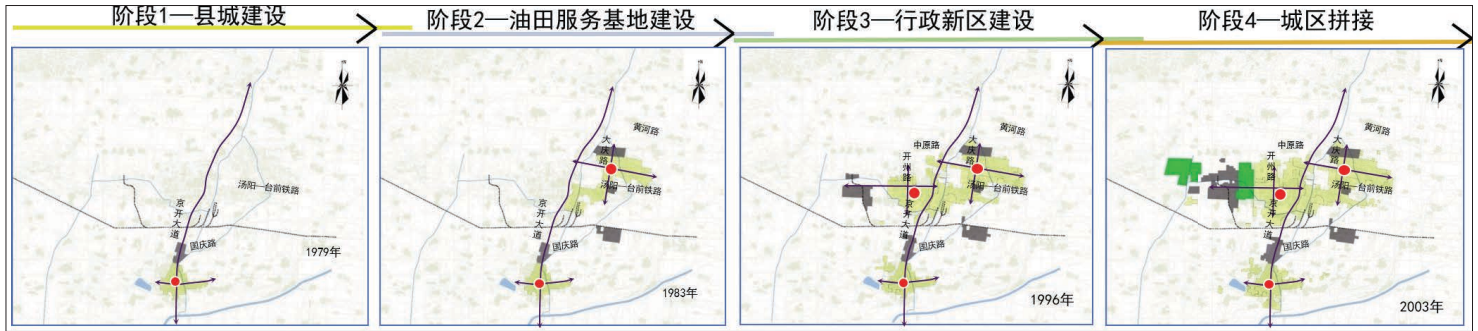 阶段1—县城建设
阶段2—油田服务基地建设
阶段3—行政新区建设
阶段4—城区拼接
汤阳—台前铁路
京开大道
国庆路
1979年
黄河路
大庆路
汤阳—台前铁路
京开大道
国庆路
1983年
黄河路
中原路
大庆路
开州路
汤阳—台前铁路
京开大道
国庆路
1996年
黄河路
中原路
大庆路
开州路
汤阳—台前铁路
京开大道
国庆路
2003年